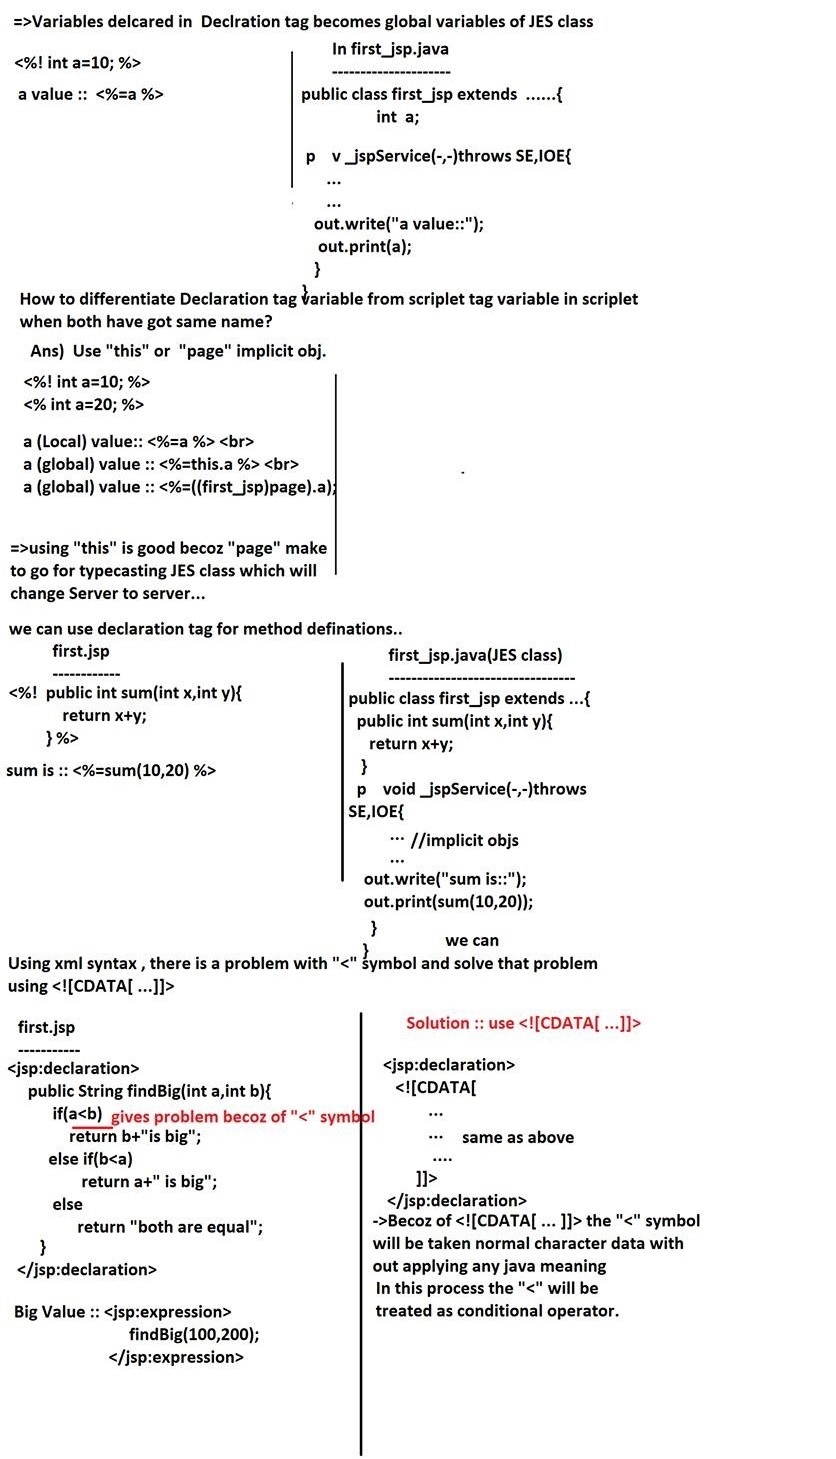 =>Variables delcared in  Declration tag becomes global variables of JES class
<%! int a=10; %>
a value ::  <%=a %>
In first_jsp.java
----------------------
public class first_jsp extends  ......{
int  a;
p    v _jspService(-,-)throws SE,IOE{
...
...
out.write("a value::");
out.print(a);
}
}
How to differentiate Declaration tag variable from scriplet tag variable in scriplet
when both have got same name?
Ans)  Use "this" or  "page" implicit obj.
<%! int a=10; %>
<% int a=20; %>
a (Local) value:: <%=a %> <br>
a (global) value :: <%=this.a %> <br>
a (global) value :: <%=((first_jsp)page).a);
=>using "this" is good becoz "page" make
to go for typecasting JES class which will
change Server to server...
we can use declaration tag for method definations..
first.jsp
------------
<%!  public int sum(int x,int y){
return x+y;
} %>
sum is :: <%=sum(10,20) %>
first_jsp.java(JES class)
----------------------------------
public class first_jsp extends ...{
public int sum(int x,int y){
return x+y;
}
p    void _jspService(-,-)throws
SE,IOE{
... //implicit objs
...
out.write("sum is::");
out.print(sum(10,20));
}
}
we can
Using xml syntax , there is a problem with "<" symbol and solve that problem
using <![CDATA[ ...]]>
first.jsp
-----------
<jsp:declaration>
public String findBig(int a,int b){
if(a<b) gives problem becoz of "<" symbol
return b+"is big";
else if(b<a)
return a+" is big";
else
return "both are equal";
}
</jsp:declaration>
Big Value :: <jsp:expression>
findBig(100,200);
</jsp:expression>
Solution :: use <![CDATA[ ...]]>
<jsp:declaration>
<![CDATA[
...
...   same as above
....
]]>
</jsp:declaration>
->Becoz of <![CDATA[ ... ]]> the "<" symbol
will be taken normal character data with
out applying any java meaning
In this process the "<" will be
treated as conditional operator.